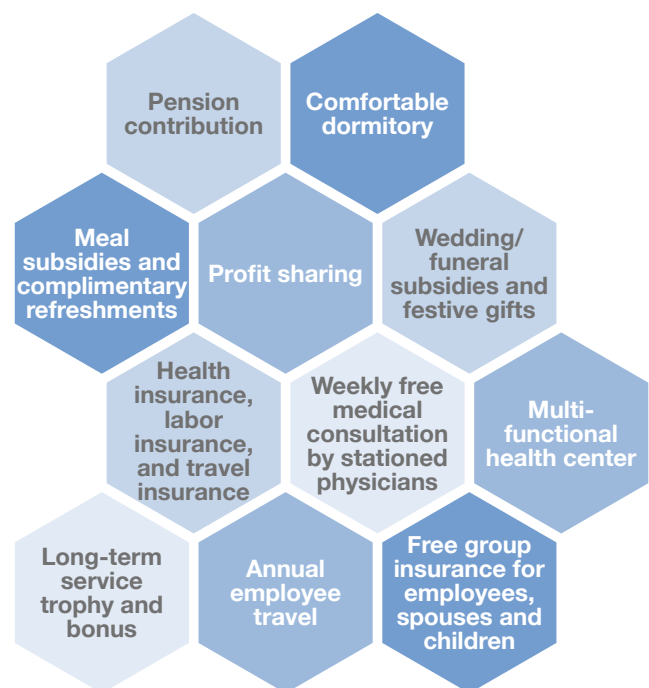 Pension
contribution
Comfortable
dormitory
Meal
subsidies and
complimentary
refreshments
Profit sharing
Wedding/
funeral
subsidies and
festive gifts
Health
insurance,
labor
insurance,
and travel
insurance
Weekly free
medical
consultation
by stationed
physicians
Multi-
functional
health center
Long-term
service
trophy and
bonus
Annual
employee
travel
Free group
insurance for
employees,
spouses and
children